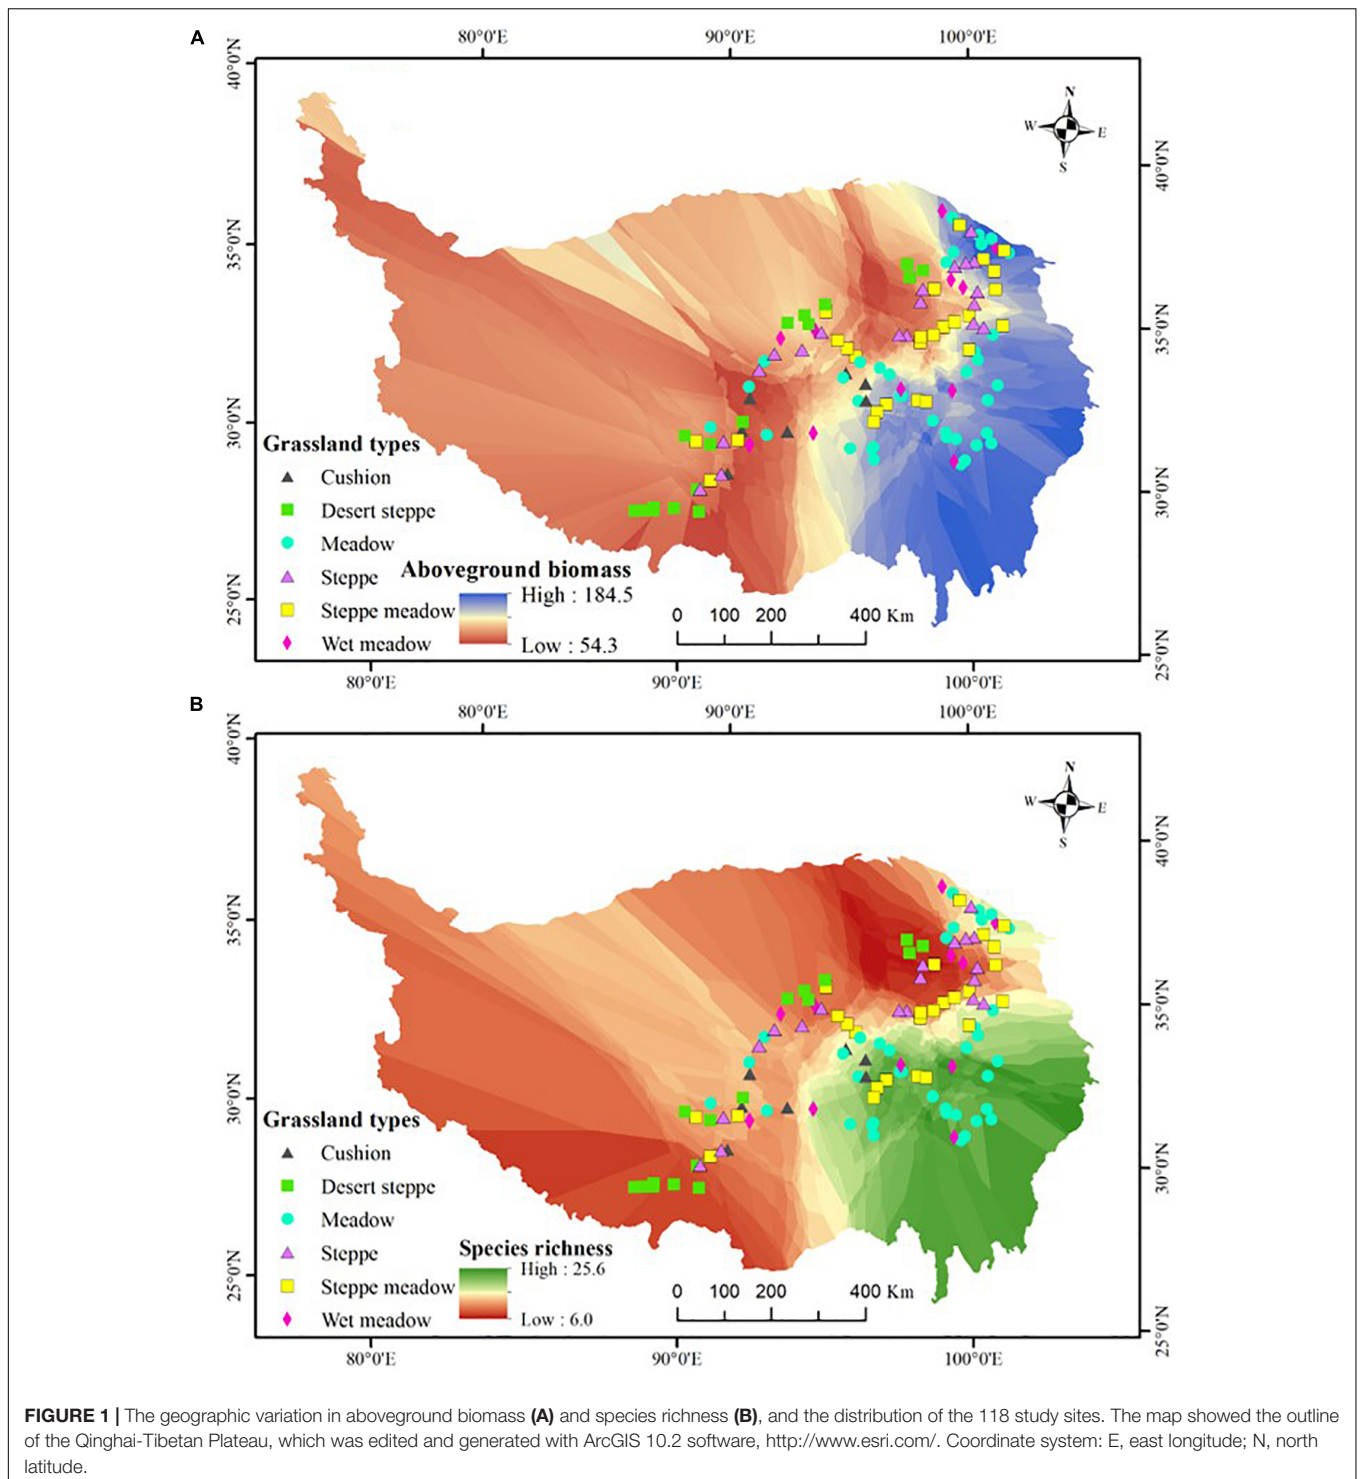 A
80°0'E 90°0'E 100°0'E
40°0'N
35°0'N
30°0'N
25°0'N
N
W E
S
40°0'N
35°0'N
30°0'N
25°0'N
Grassland types
Cushion
Desert steppe
Meadow
Steppe
Steppe meadow
Wet meadow
Aboveground biomass
High : 184.5
Low : 54.3
0 100 200 400 Km
80°0'E 90°0'E 100°0'E
B
80°0'E 90°0'E 100°0'E
40°0'N
35°0'N
30°0'N
25°0'N
N
W E
S
40°0'N
35°0'N
30°0'N
25°0'N
Grassland types
Cushion
Desert steppe
Meadow
Steppe
Steppe meadow
Wet meadow
Species richness
High : 25.6
Low : 6.0
0 100 200 400 Km
80°0'E 90°0'E 100°0'E
FIGURE 1 | The geographic variation in aboveground biomass (A) and species richness (B), and the distribution of the 118 study sites. The map showed the outline
of the Qinghai-Tibetan Plateau, which was edited and generated with ArcGIS 10.2 software, http://www.esri.com/. Coordinate system: E, east longitude; N, north
latitude.